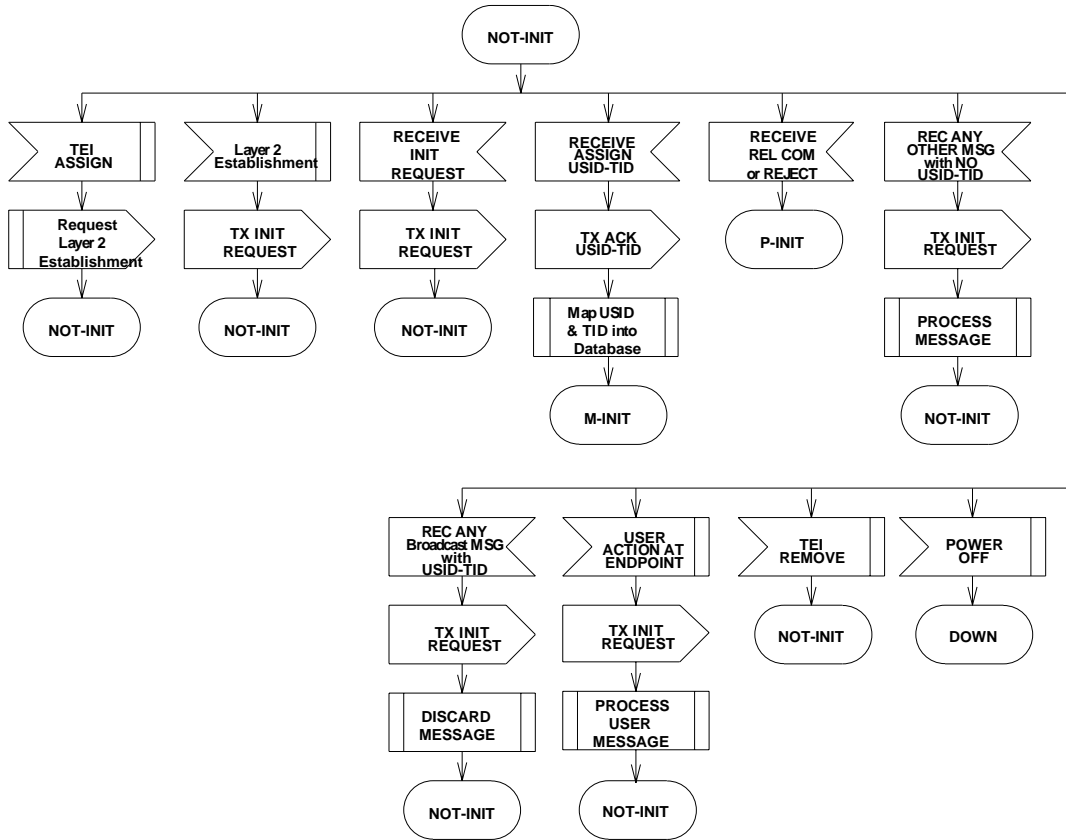 NOT-INIT
TEI
ASSIGN
Request
Layer 2
Establishment
NOT-INIT
Layer 2
Establishment
TX INIT
REQUEST
NOT-INIT
RECEIVE
INIT
REQUEST
TX INIT
REQUEST
NOT-INIT
RECEIVE
ASSIGN
USID-TID
TX ACK
USID-TID
Map USID
& TID into
Database
M-INIT
RECEIVE
REL COM
or REJECT
P-INIT
REC ANY
OTHER MSG
with NO
USID-TID
TX INIT
REQUEST
PROCESS
MESSAGE
NOT-INIT
REC ANY
Broadcast MSG
with
USID-TID
TX INIT
REQUEST
DISCARD
MESSAGE
NOT-INIT
USER
ACTION AT
ENDPOINT
TX INIT
REQUEST
PROCESS
USER
MESSAGE
NOT-INIT
TEI
REMOVE
NOT-INIT
POWER
OFF
DOWN